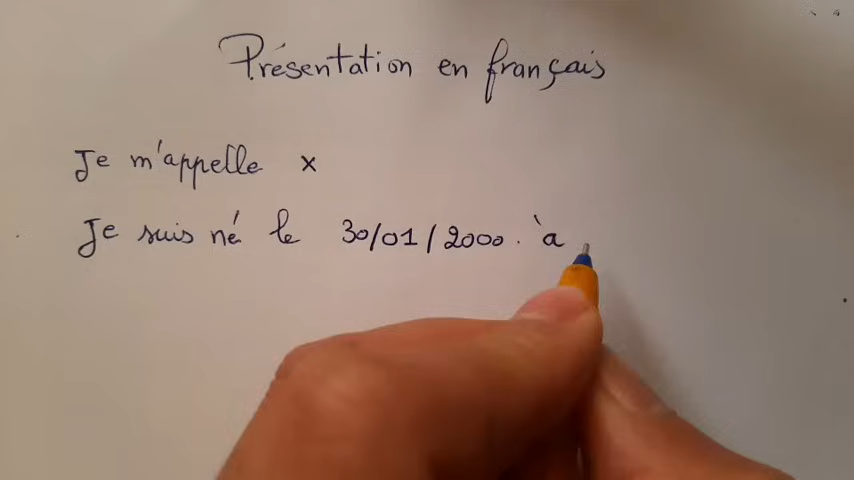 Présentation en français
Je m'appelle x
Je suis né le 30/01/2000. à